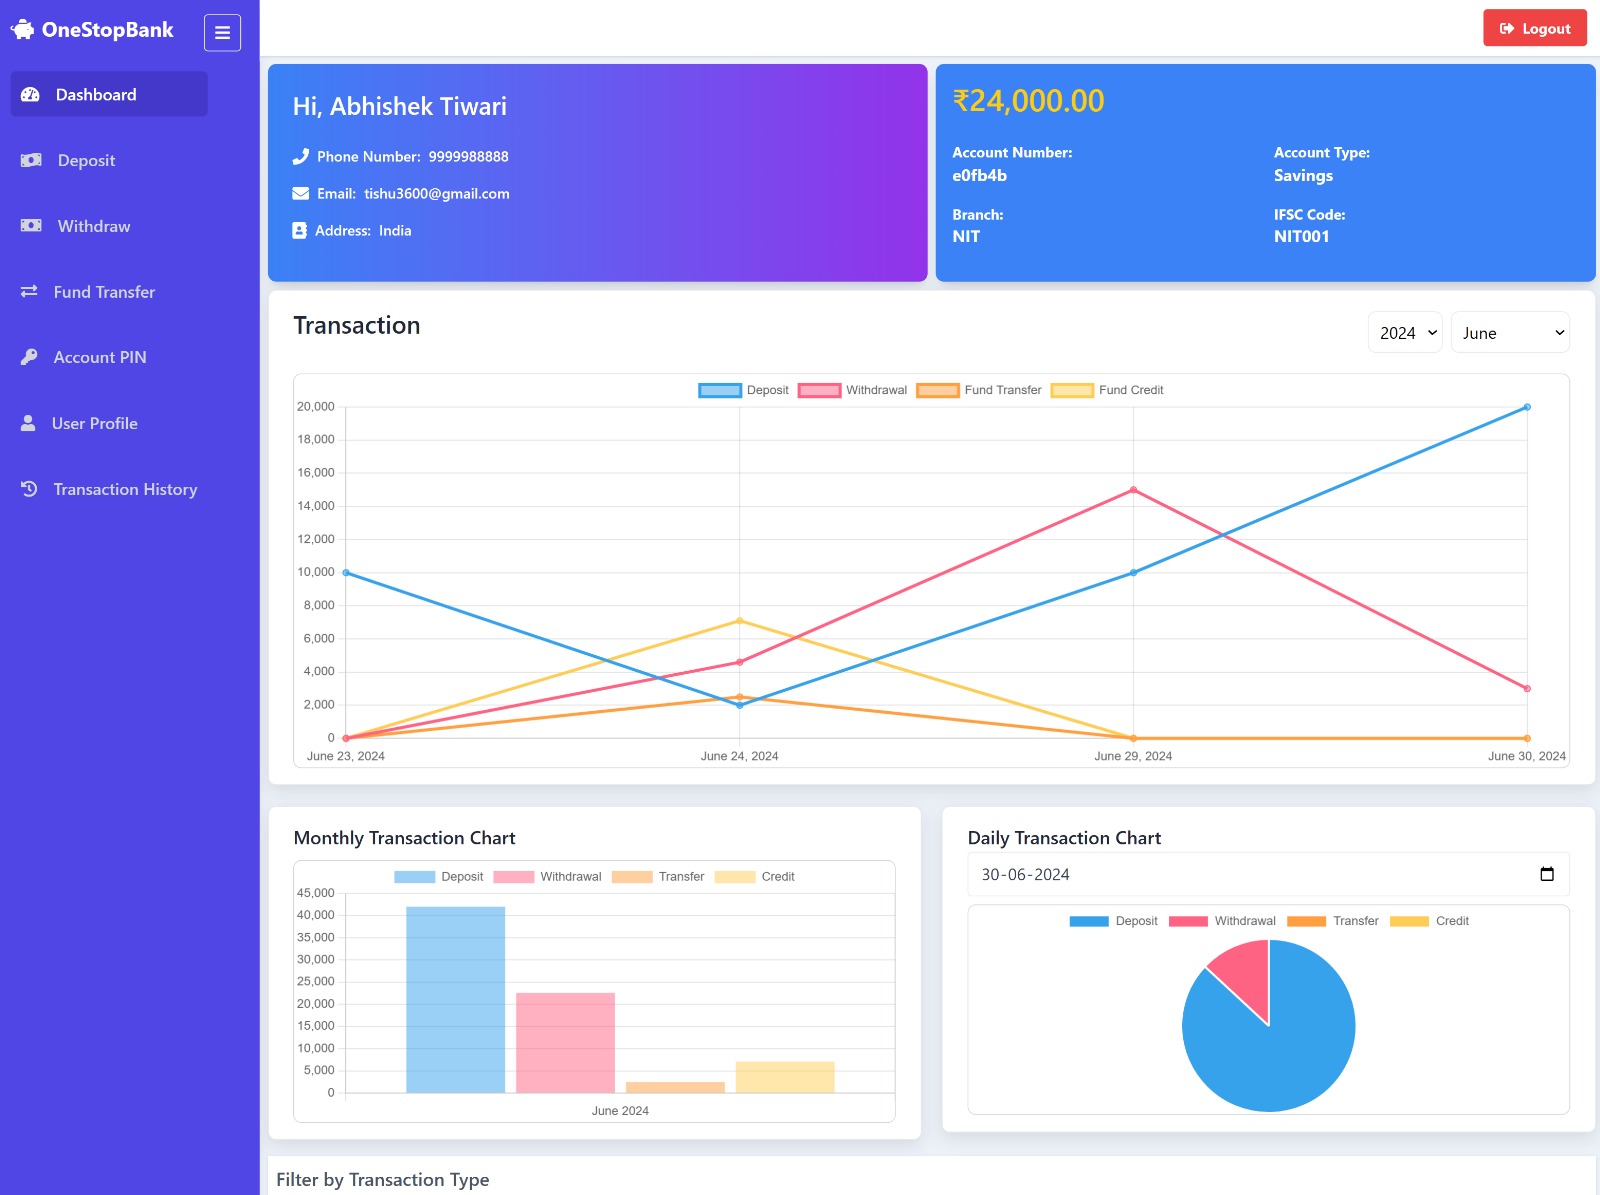 OneStopBank
Logout
Dashboard
Deposit
Withdraw
Fund Transfer
Account PIN
User Profile
Transaction History
Hi, Abhishek Tiwari
Phone Number: 9999988888
Email: tishu3600@gmail.com
Address: India
₹24,000.00
Account Number:
e0fb4b
Account Type:
Savings
Branch:
NIT
IFSC Code:
NIT001
Transaction
2024
June
Deposit Withdrawal Fund Transfer Fund Credit
20,000
18,000
16,000
14,000
12,000
10,000
8,000
6,000
4,000
2,000
0
June 23, 2024 June 24, 2024 June 29, 2024 June 30, 2024
Monthly Transaction Chart
Deposit Withdrawal Transfer Credit
45,000
40,000
35,000
30,000
25,000
20,000
15,000
10,000
5,000
0
June 2024
Daily Transaction Chart
30-06-2024
Deposit Withdrawal Transfer Credit
Filter by Transaction Type